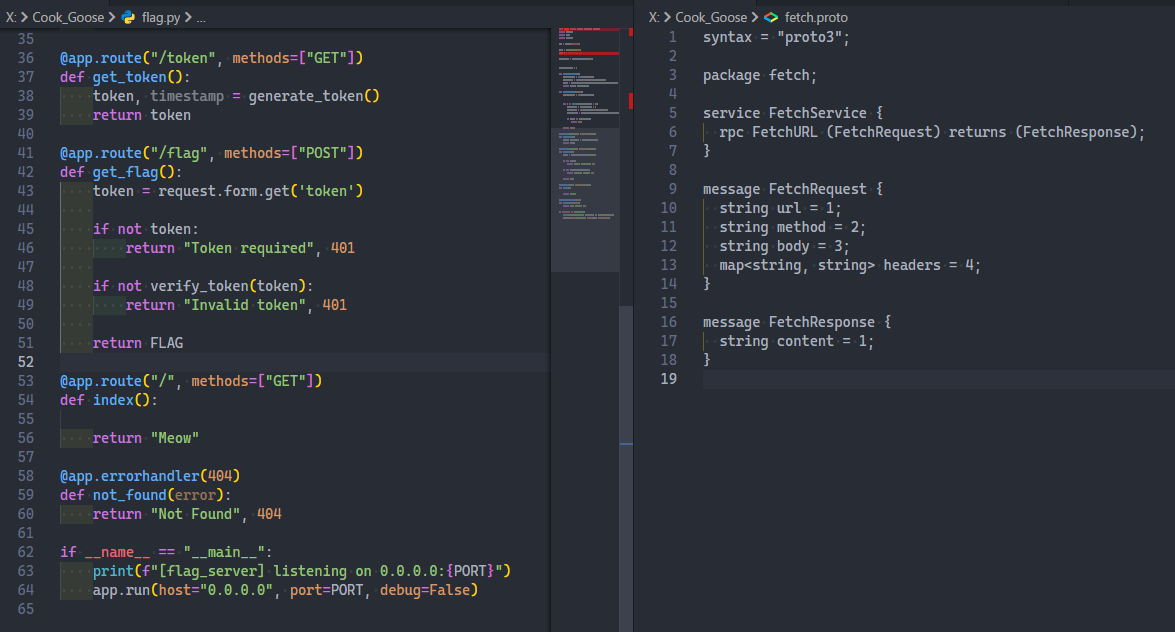 X: > Cook_Goose > flag.py > ...
35
36 @app.route("/token", methods=["GET"])
37 def get_token():
38     token, timestamp = generate_token()
39     return token
40
41 @app.route("/flag", methods=["POST"])
42 def get_flag():
43     token = request.form.get('token')
44
45     if not token:
46         return "Token required", 401
47
48     if not verify_token(token):
49         return "Invalid token", 401
50
51     return FLAG
52
53 @app.route("/", methods=["GET"])
54 def index():
55
56     return "Meow"
57
58 @app.errorhandler(404)
59 def not_found(error):
60     return "Not Found", 404
61
62 if __name__ == "__main__":
63     print(f"[flag_server] listening on 0.0.0.0:{PORT}")
64     app.run(host="0.0.0.0", port=PORT, debug=False)
65
X: > Cook_Goose > fetch.proto
1 syntax = "proto3";
2
3 package fetch;
4
5 service FetchService {
6   rpc FetchURL (FetchRequest) returns (FetchResponse);
7 }
8
9 message FetchRequest {
10   string url = 1;
11   string method = 2;
12   string body = 3;
13   map<string, string> headers = 4;
14 }
15
16 message FetchResponse {
17   string content = 1;
18 }
19